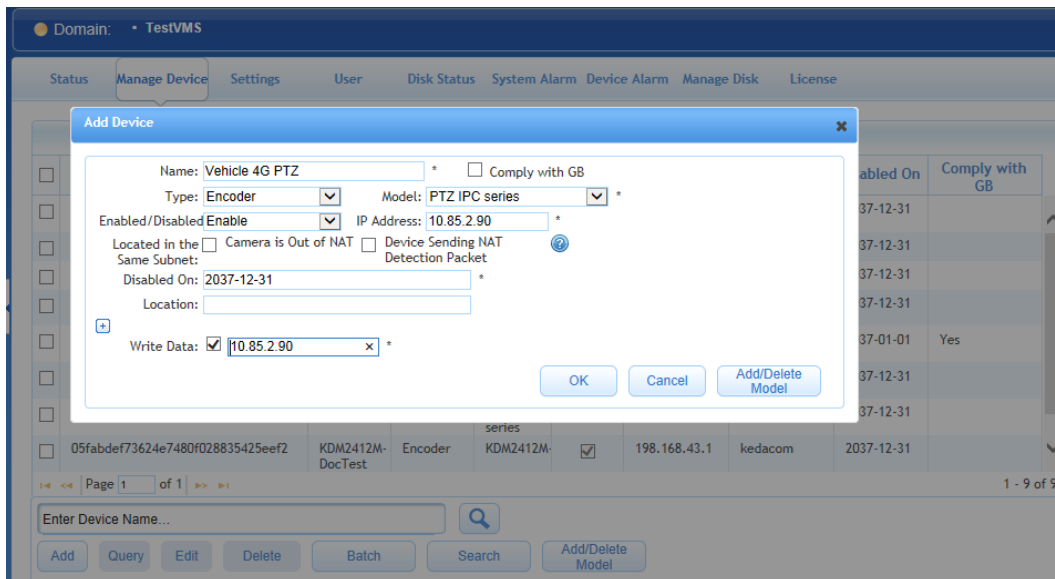 Domain: • TestVMS
Status Manage Device Settings User Disk Status System Alarm Device Alarm Manage Disk License
Add Device
Name: Vehicle 4G PTZ * Comply with GB
Type: Encoder Model: PTZ IPC series *
Enabled/Disabled Enable IP Address: 10.85.2.90 *
Located in the Same Subnet: Camera is Out of NAT Device Sending NAT Detection Packet
Disabled On: 2037-12-31 *
Location:
Write Data: 10.85.2.90 × *
OK Cancel Add/Delete Model
abled On Comply with GB
37-12-31
37-12-31
37-12-31
37-12-31
37-01-01 Yes
37-12-31
37-12-31
series
05fabdef73624e7480f028835425eef2 KDM2412M-DocTest Encoder KDM2412M- 198.168.43.1 kedacom 2037-12-31
Page 1 of 1 1 - 9 of 9
Enter Device Name...
Add Query Edit Delete Batch Search Add/Delete Model